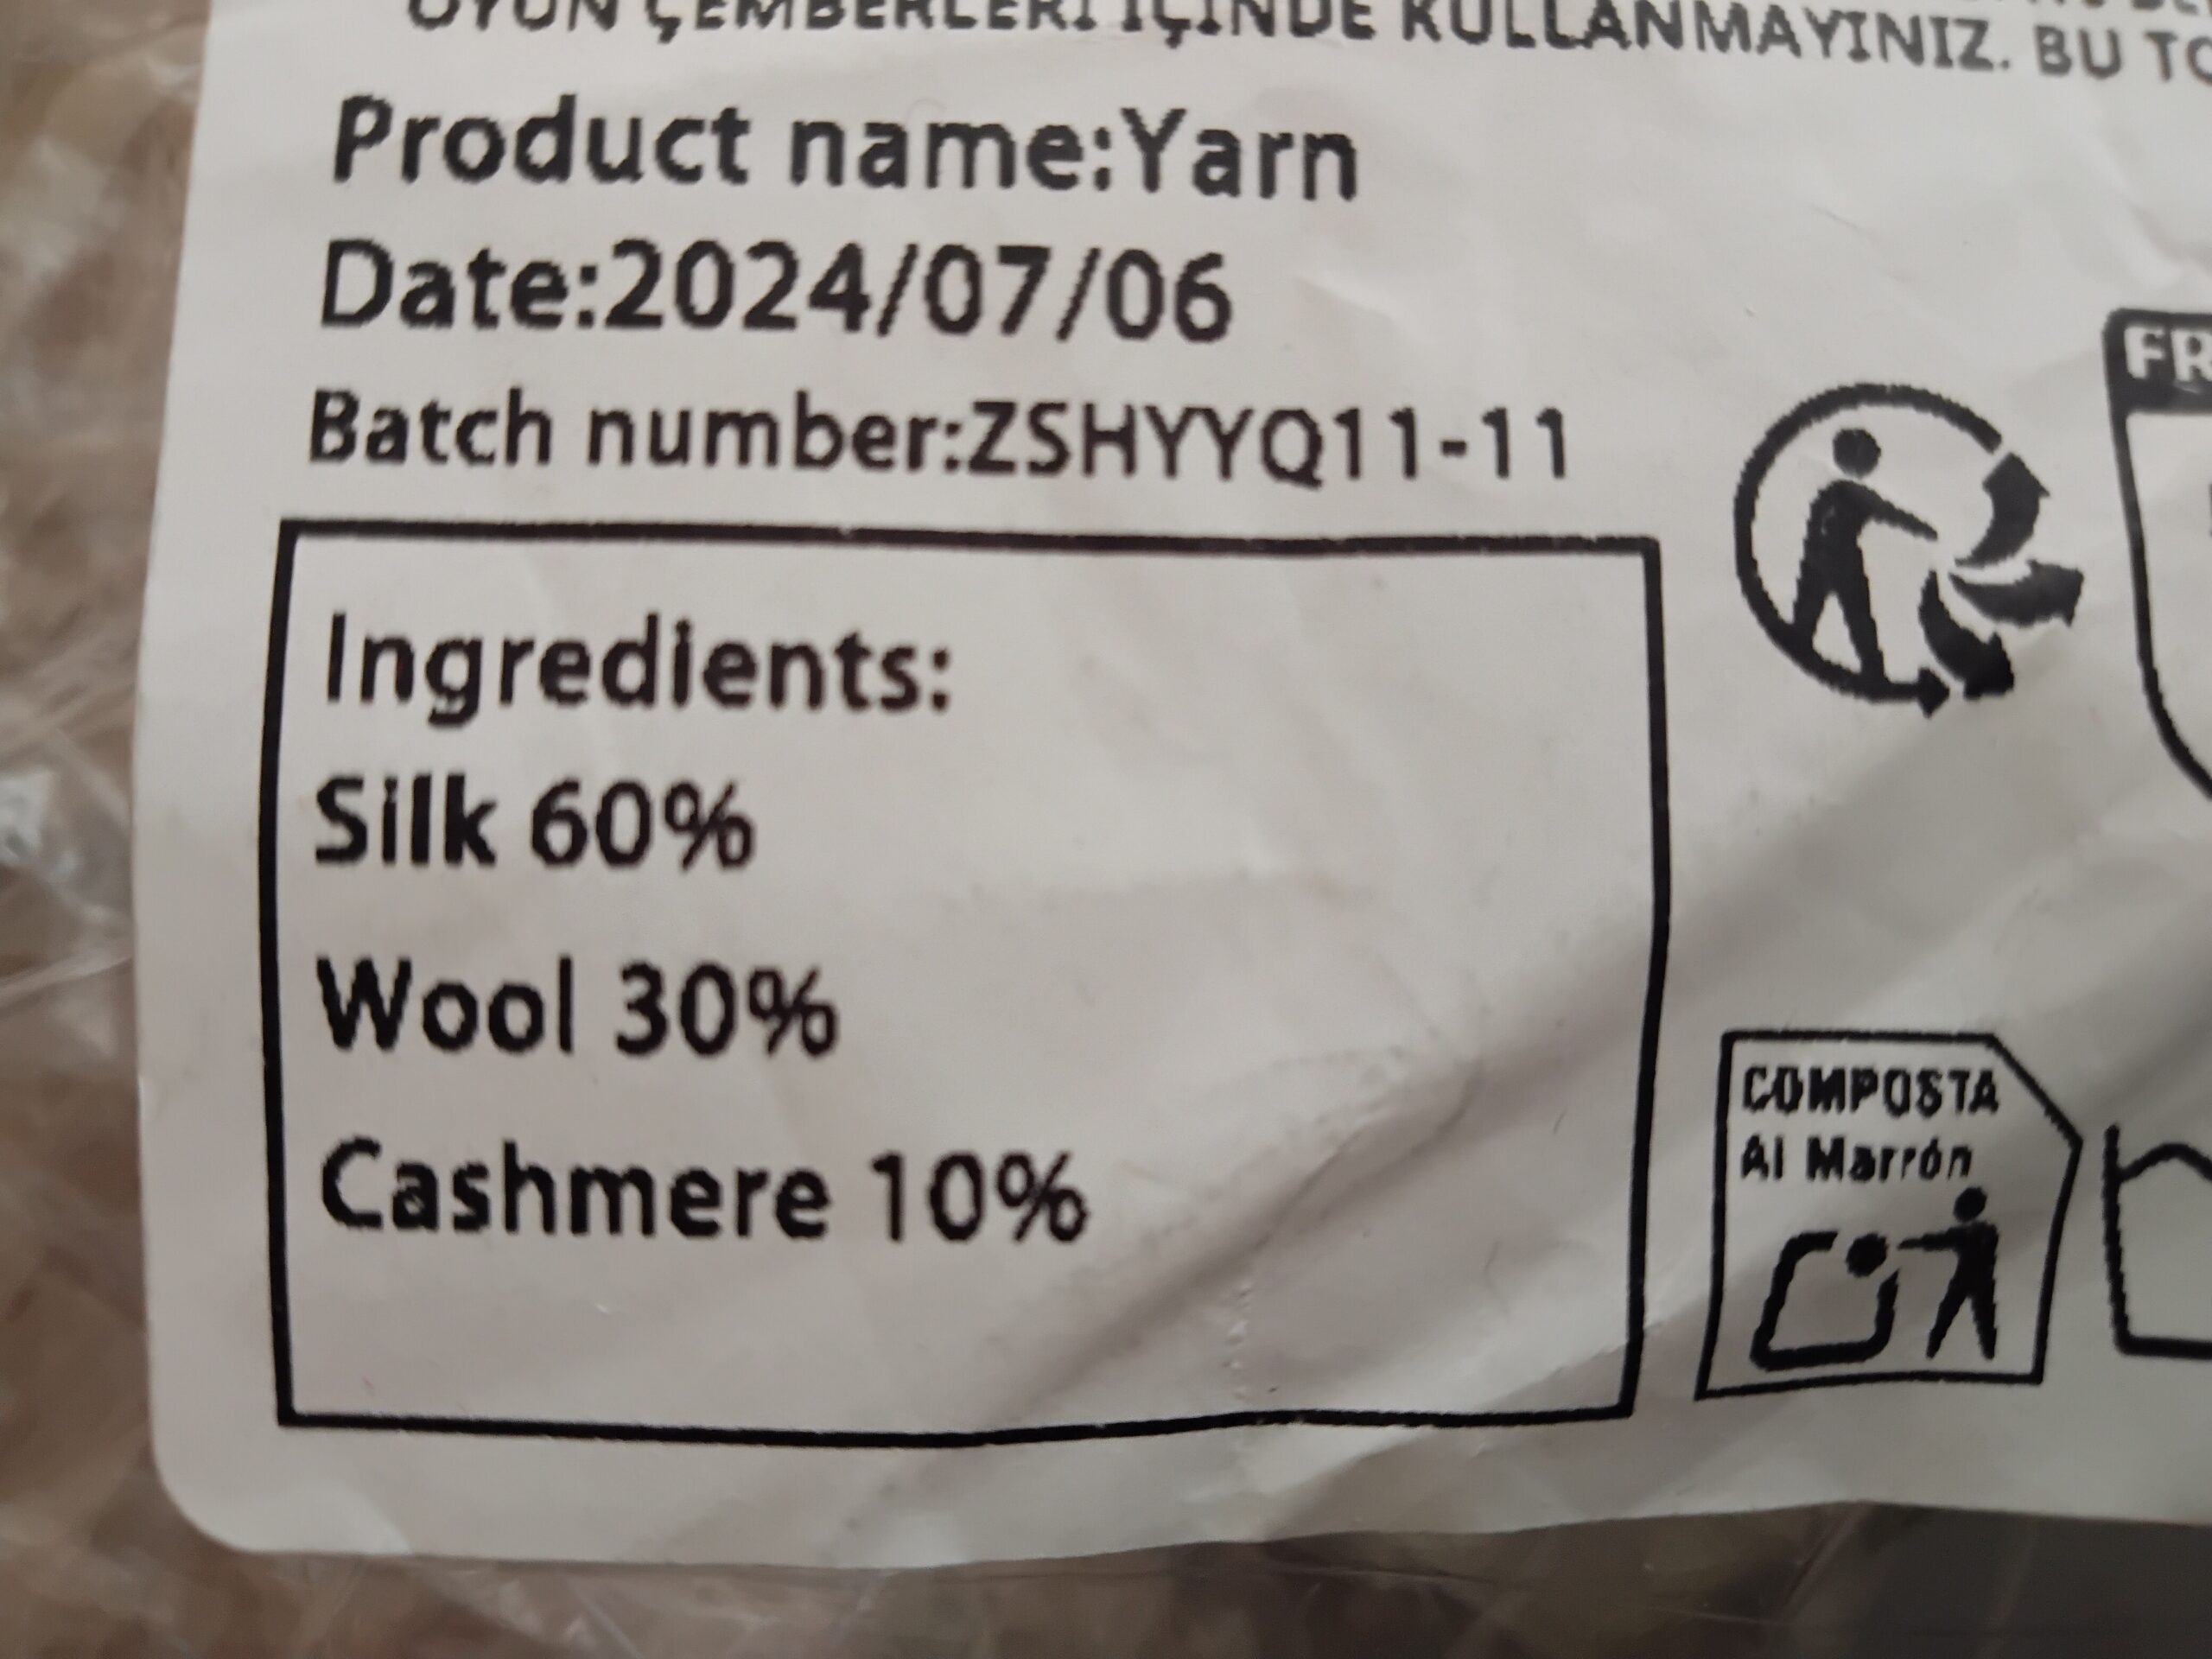 OYUN ÇEMBERLERİ İÇİNDE KULLANMAYINIZ. BU
Product name:Yarn
Date:2024/07/06
Batch number:ZSHYYQ11-11
FR
Ingredients:
Silk 60%
Wool 30%
Cashmere 10%
COMPOSTA
Al Marrón